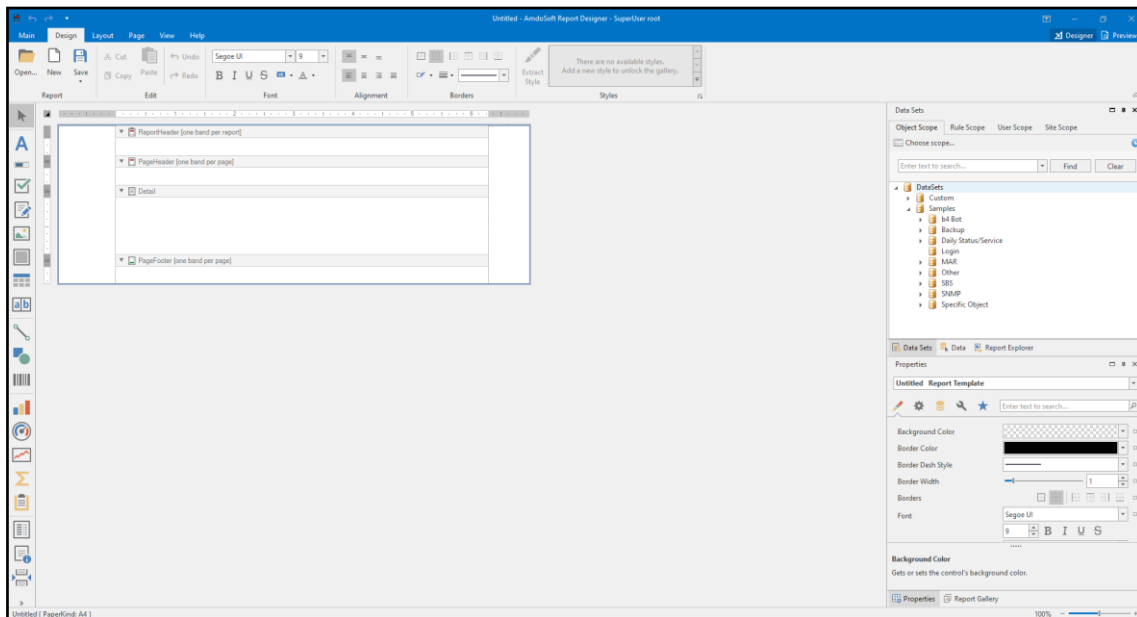 Untitled - AmdoSoft Report Designer - SuperUser root
Main Design Layout Page View Help
Designer Preview
Open... New Save Cut Copy Paste Undo Redo
Segoe UI 9
B I U S A
Extract Style
There are no available styles.
Add a new style to unlock the gallery.
Report Edit Font Alignment Borders Styles
ReportHeader [one band per report]
PageHeader [one band per page]
Detail
PageFooter [one band per page]
Data Sets
Object Scope Rule Scope User Scope Site Scope
Choose scope...
Enter text to search... Find Clear
DataSets
Custom
Samples
b4 Bot
Backup
Daily Status/Service
Login
MAR
Other
SBS
SNMP
Specific Object
Data Sets Data Report Explorer
Properties
Untitled Report Template
Enter text to search...
Background Color
Border Color
Border Dash Style
Border Width 1
Borders
Font Segoe UI
9 B I U S
Background Color
Gets or sets the control's background color.
Properties Report Gallery
Untitled { PaperKind: A4 } 100%